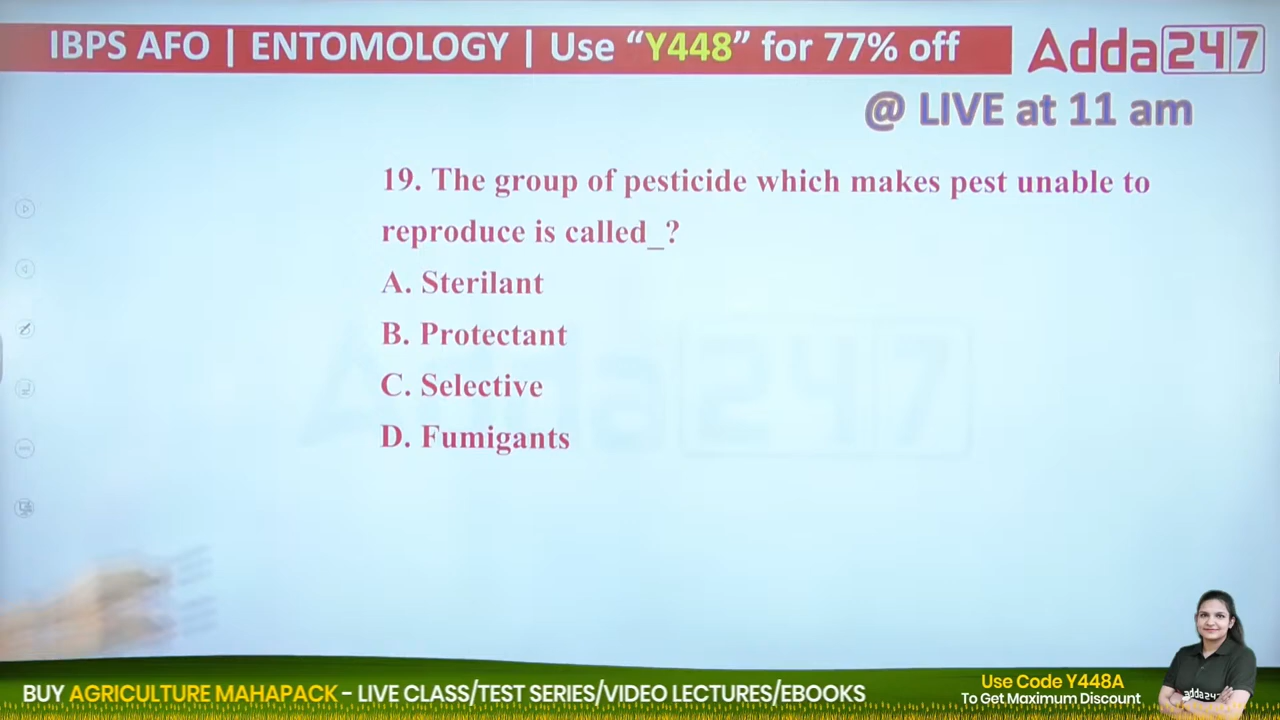 IBPS AFO | ENTOMOLOGY | Use “Y448” for 77% off
Adda247
@ LIVE at 11 am
19. The group of pesticide which makes pest unable to
reproduce is called_?
A. Sterilant
B. Protectant
C. Selective
D. Fumigants
Adda247
BUY AGRICULTURE MAHAPACK – LIVE CLASS/TEST SERIES/VIDEO LECTURES/EBOOKS
Use Code Y448A
To Get Maximum Discount
adda247